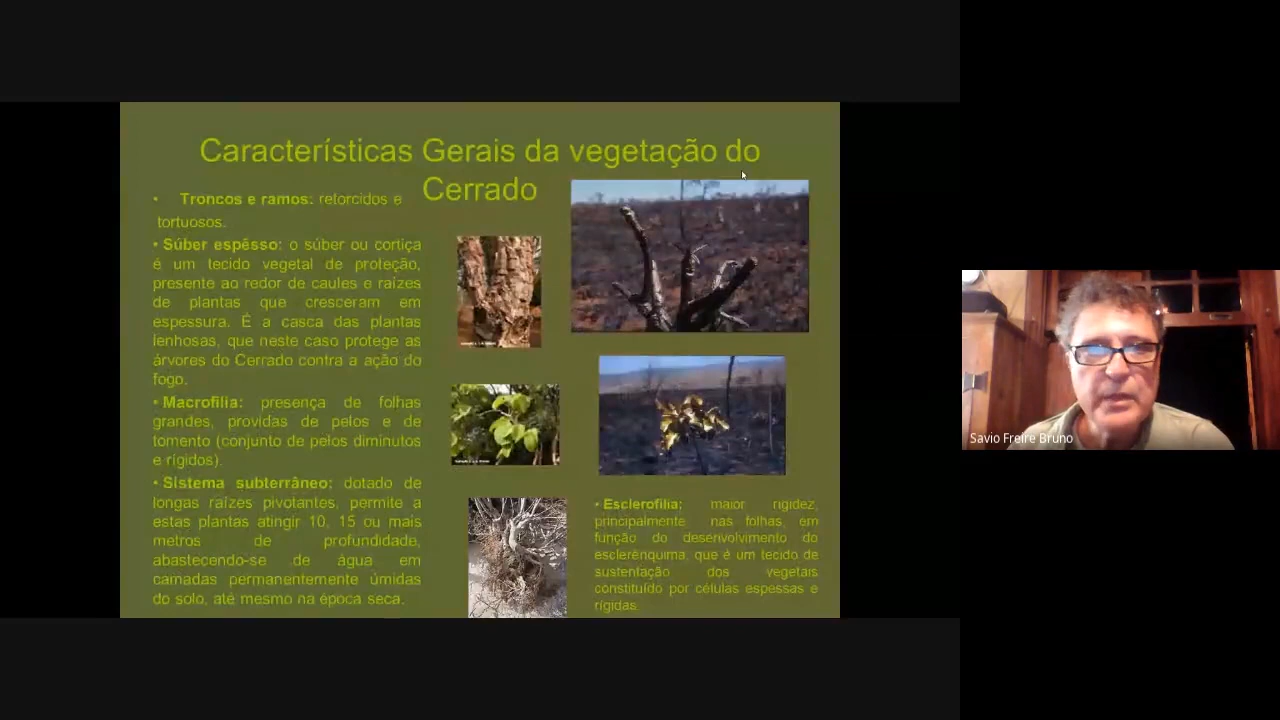 Características Gerais da vegetação do
Cerrado
• Troncos e ramos: retorcidos e
tortuosos.
• Súber espêsso: o súber ou cortiça
é um tecido vegetal de proteção,
presente ao redor de caules e raízes
de plantas que cresceram em
espessura. É a casca das plantas
lenhosas, que neste caso protege as
árvores do Cerrado contra a ação do
fogo.
• Macrofilia: presença de folhas
grandes, providas de pelos e de
tomento (conjunto de pelos diminutos
e rígidos).
• Sistema subterrâneo: dotado de
longas raízes pivotantes, permite a
estas plantas atingir 10, 15 ou mais
metros de profundidade,
abastecendo-se de água em
camadas permanentemente úmidas
do solo, até mesmo na época seca.
• Esclerofilia: maior rigidez,
principalmente nas folhas, em
função do desenvolvimento do
esclerênquima, que é um tecido de
sustentação dos vegetais
constituído por células espessas e
rígidas.
Savio Freire Bruno